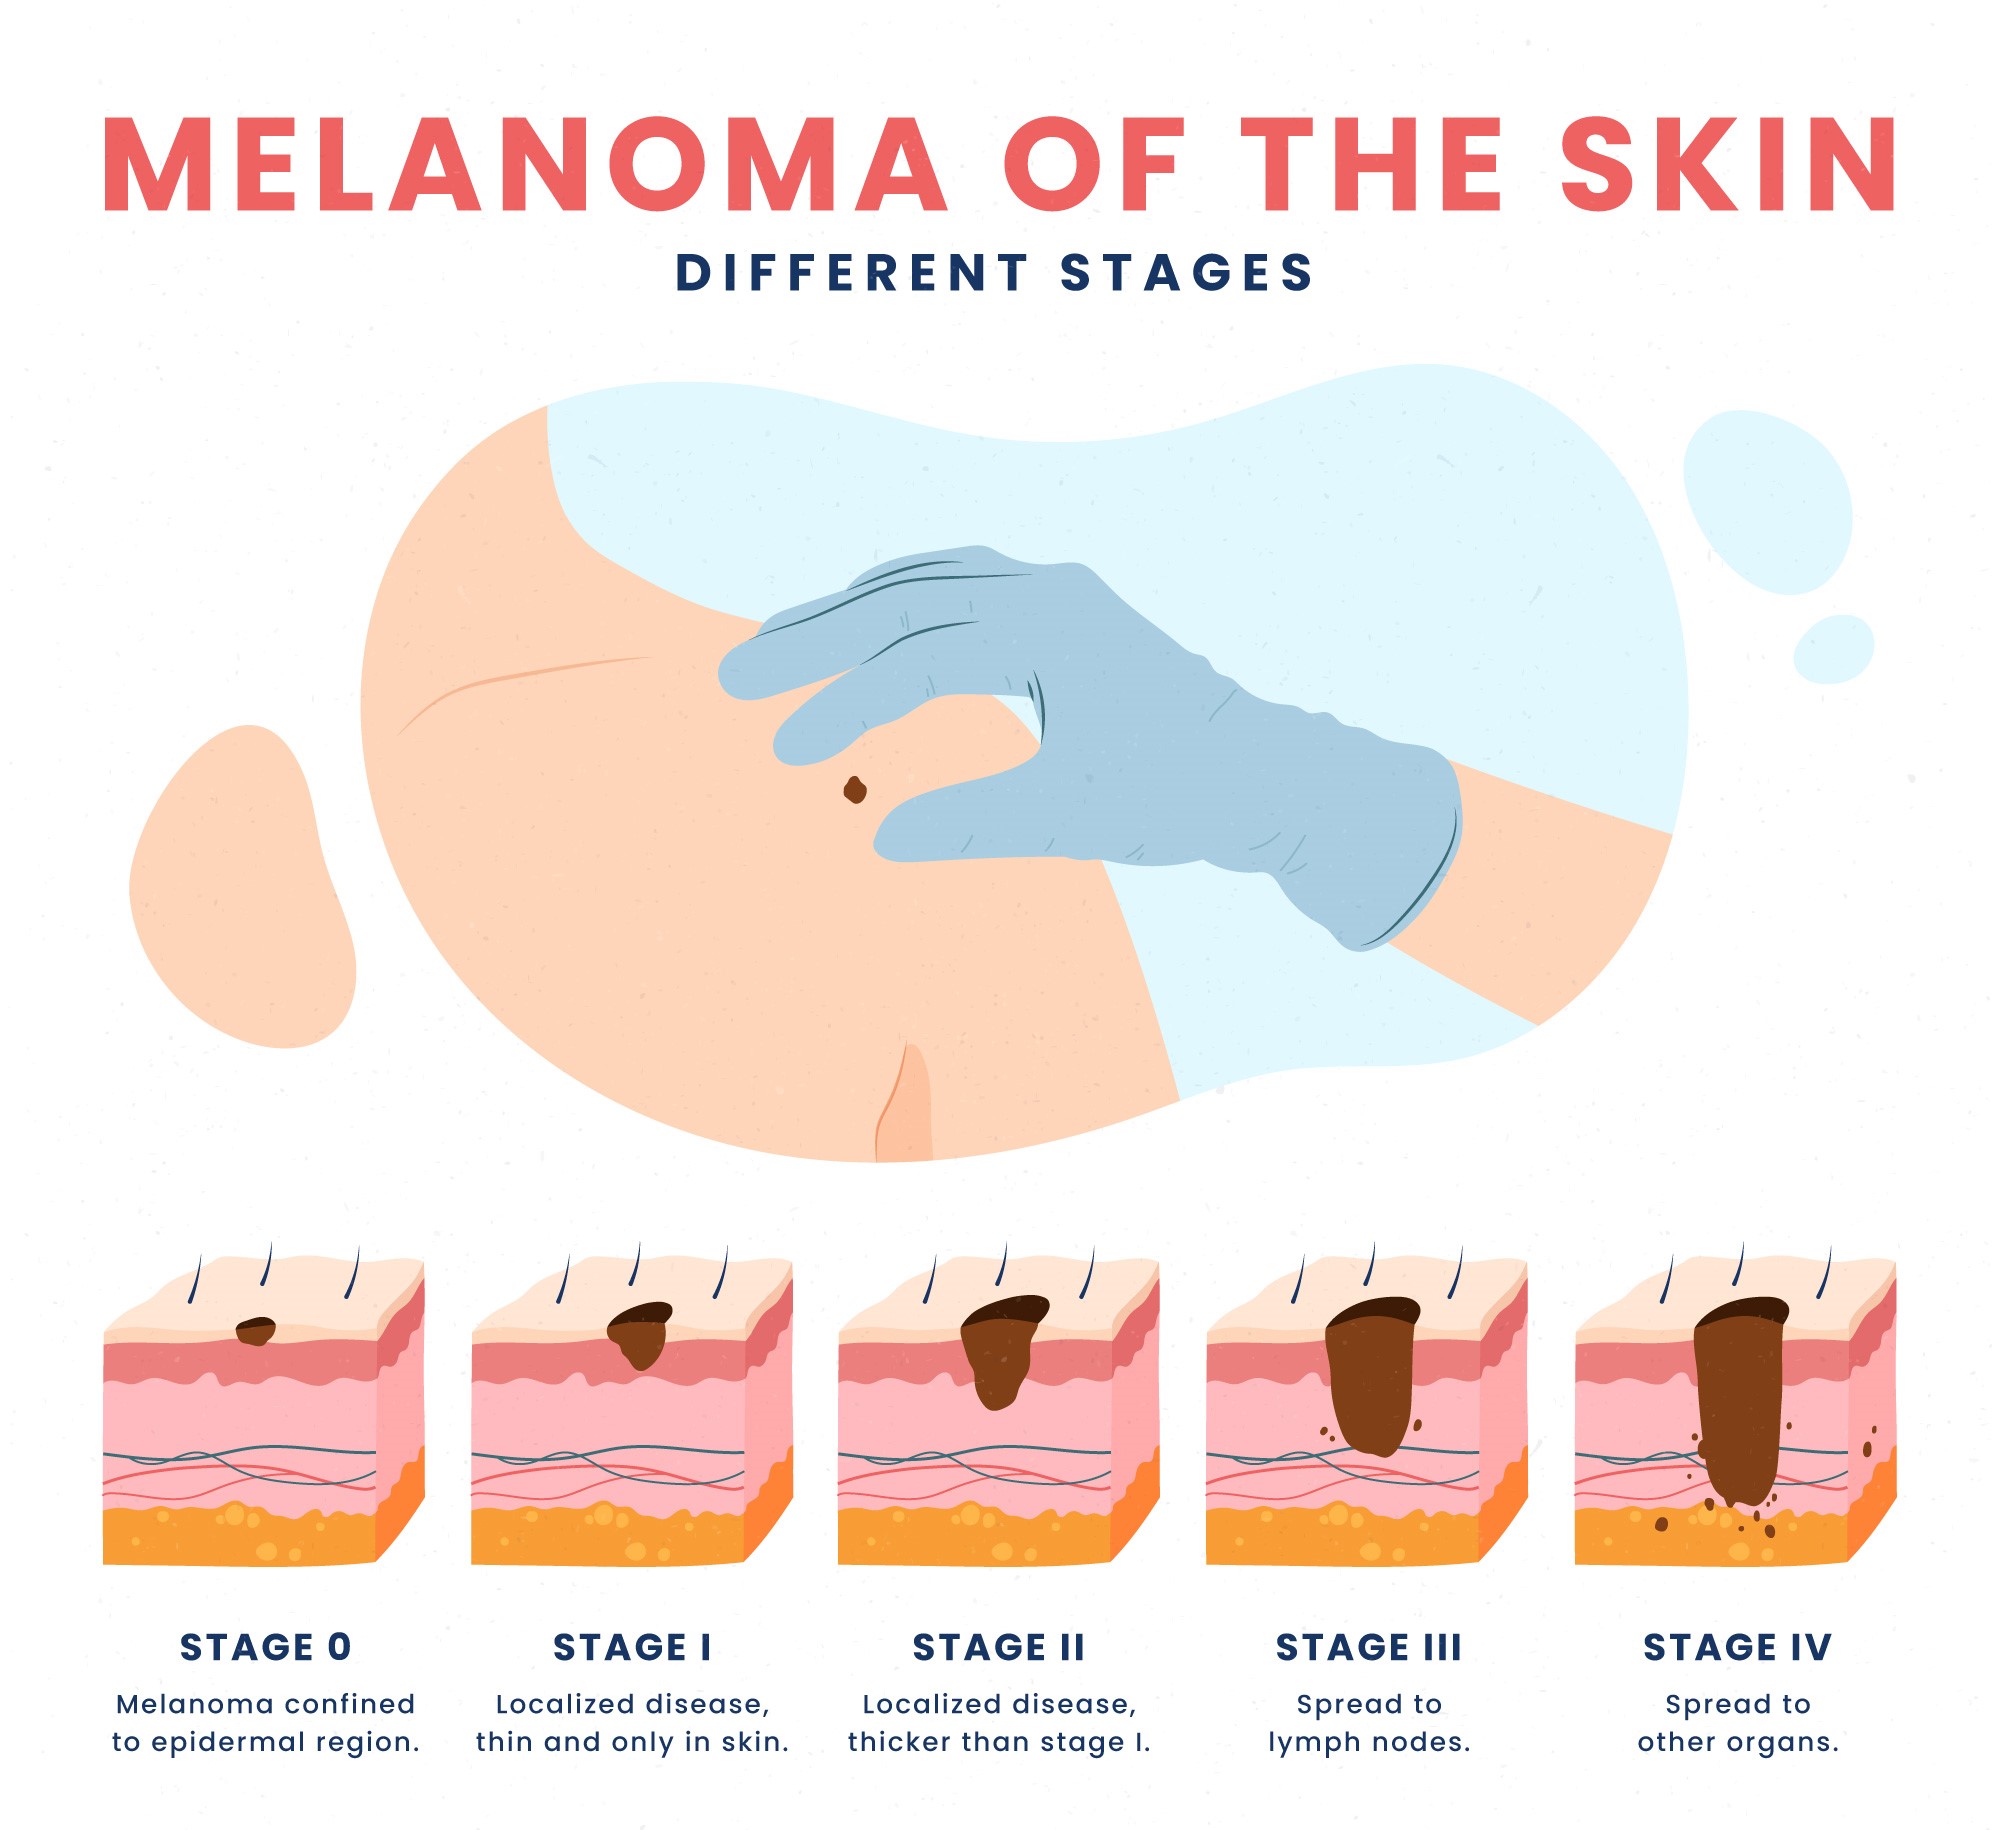 MELANOMA OF THE SKIN
DIFFERENT STAGES
STAGE 0
Melanoma confined
to epidermal region.
STAGE I
Localized disease,
thin and only in skin.
STAGE II
Localized disease,
thicker than stage I.
STAGE III
Spread to
lymph nodes.
STAGE IV
Spread to
other organs.